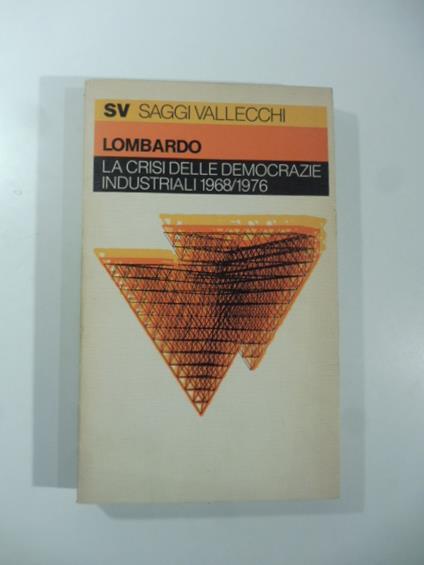 SV SAGGI VALLECCHI
LOMBARDO
LA CRISI DELLE DEMOCRAZIE
INDUSTRIALI 1968/1976